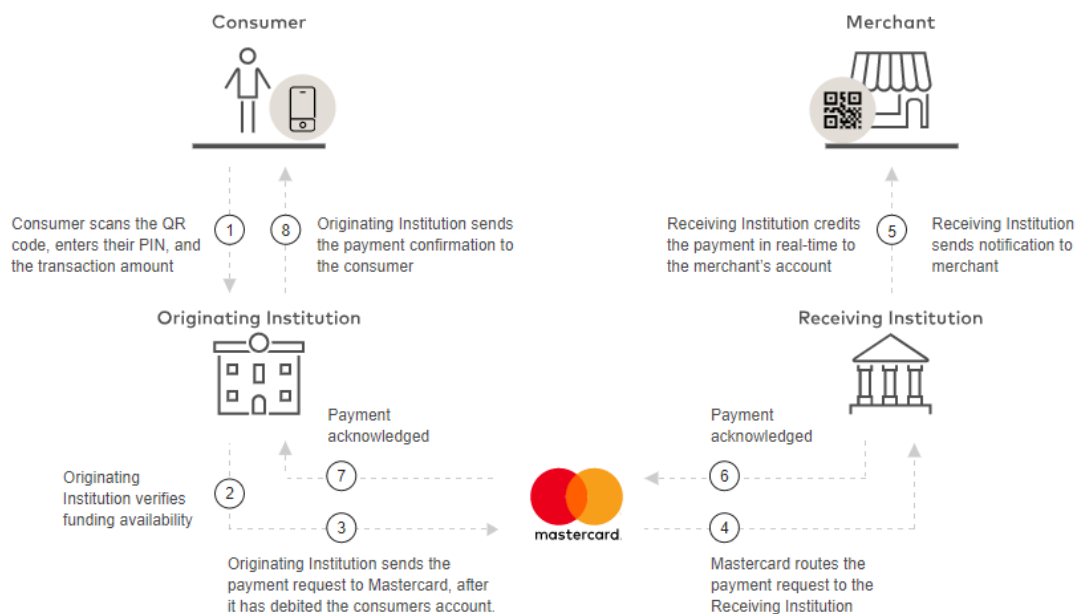 Consumer
Merchant
Consumer scans the QR
code, enters their PIN, and
the transaction amount
1
8
Originating Institution sends
the payment confirmation to
the consumer
Receiving Institution credits
the payment in real-time to
the merchant's account
5
Receiving Institution
sends notification to
merchant
Originating Institution
Receiving Institution
Payment
acknowledged
Payment
acknowledged
Originating
Institution verifies
funding availability
2
7
6
3
mastercard.
4
Originating Institution sends the
payment request to Mastercard, after
it has debited the consumers account.
Mastercard routes the
payment request to the
Receiving Institution